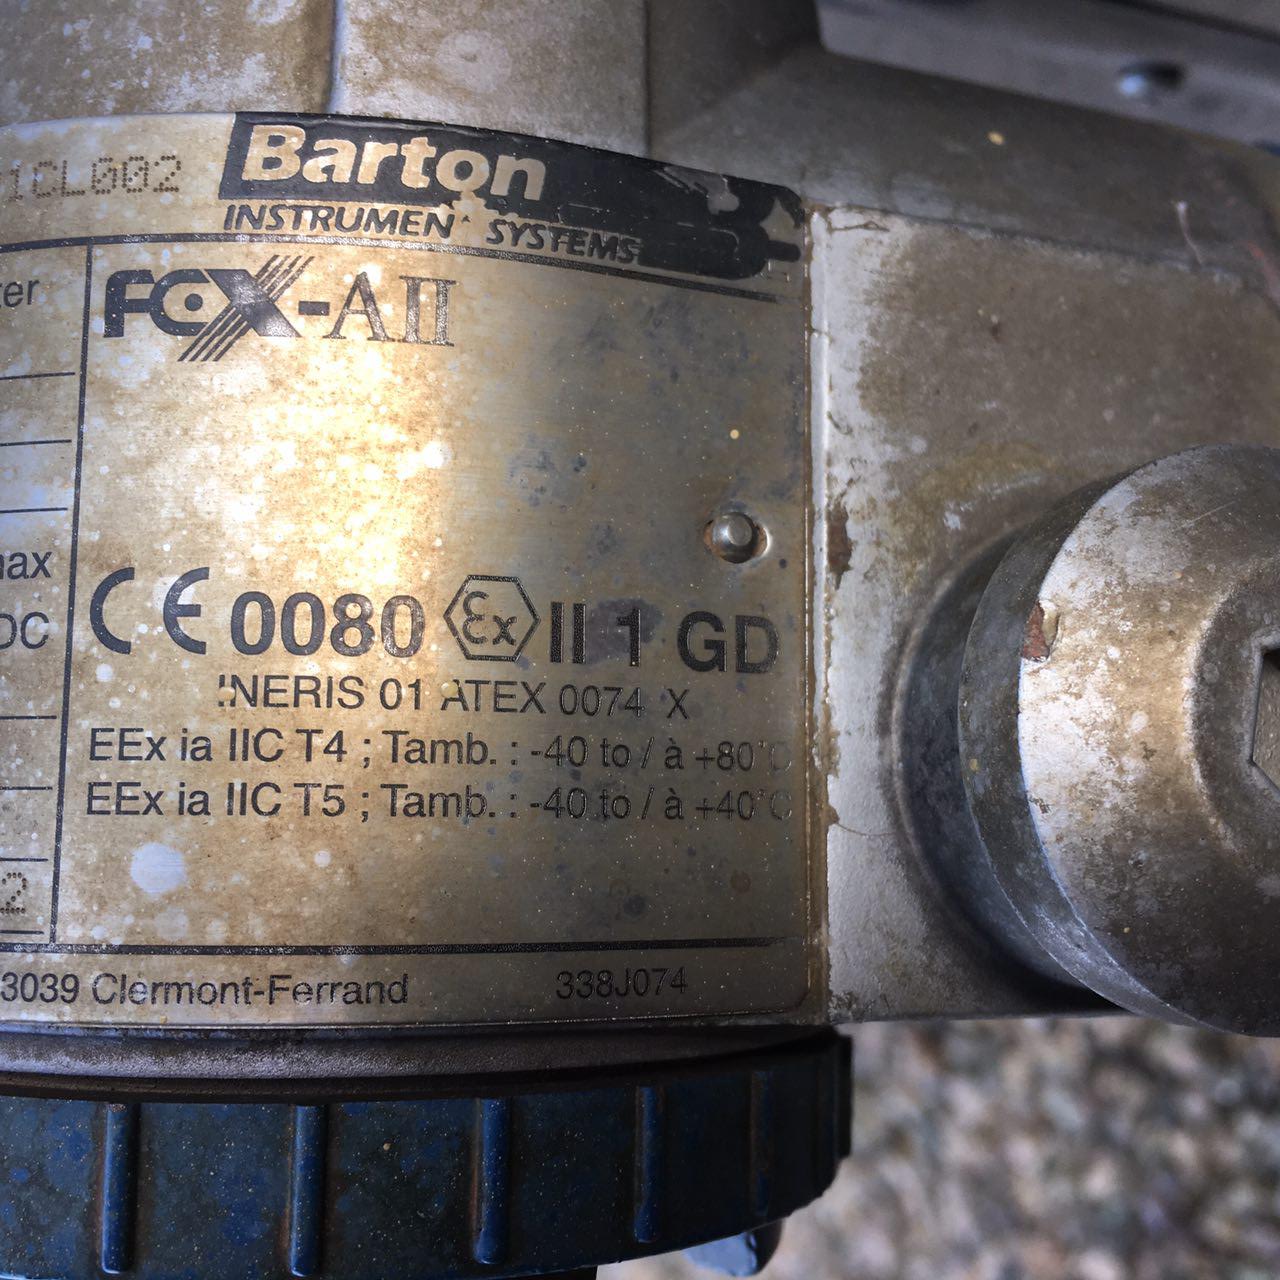 1CL002
Barton
INSTRUMEN SYSTEMS
ter
FCX-AII
max
DC
CE 0080 Ex II 1 GD
INERIS 01 ATEX 0074 X
EEx ia IIC T4 ; Tamb. : -40 to / à +80°C
EEx ia IIC T5 ; Tamb. : -40 to / à +40°C
2
3039 Clermont-Ferrand 338J074